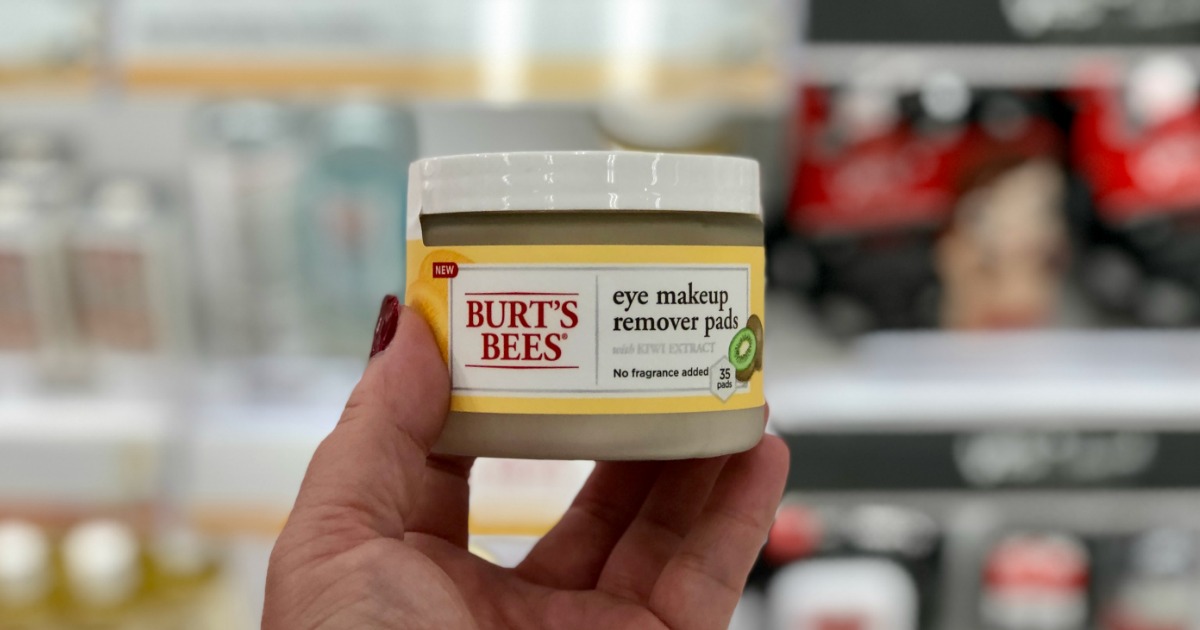 NEW
BURT'S
BEES®
eye makeup
remover pads
with KIWI EXTRACT
No fragrance added
35
pads